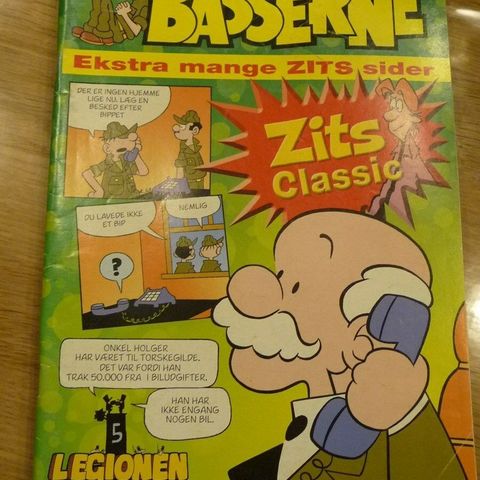 BASSERNE
Ekstra mange ZITS sider
DER ER INGEN HJEMME
LIGE NU. LÆG EN
BESKED EFTER
BIPPET
Zits
Classic
DU LAVEDE IKKE
ET BIP
NEMLIG
?
ONKEL HOLGER
HAR VÆRET TIL TORSKEGILDE.
DET VAR FORDI HAN
TRAK 50.000 FRA I BILUDGIFTER.
HAN HAR
IKKE ENGANG
NOGEN BIL.
5
LEGIONEN